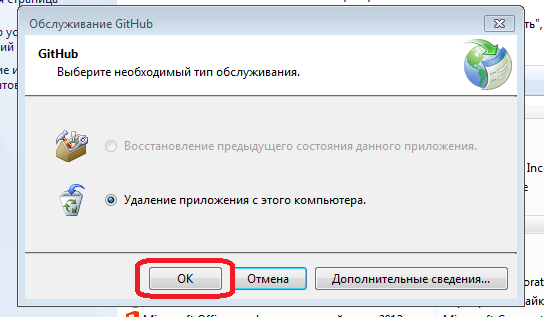 я страница
Обслуживание GitHub
GitHub
Выберите необходимый тип обслуживания.
Восстановление предыдущего состояния данного приложения.
Удаление приложения с этого компьютера.
OK
Отмена
Дополнительные сведения...